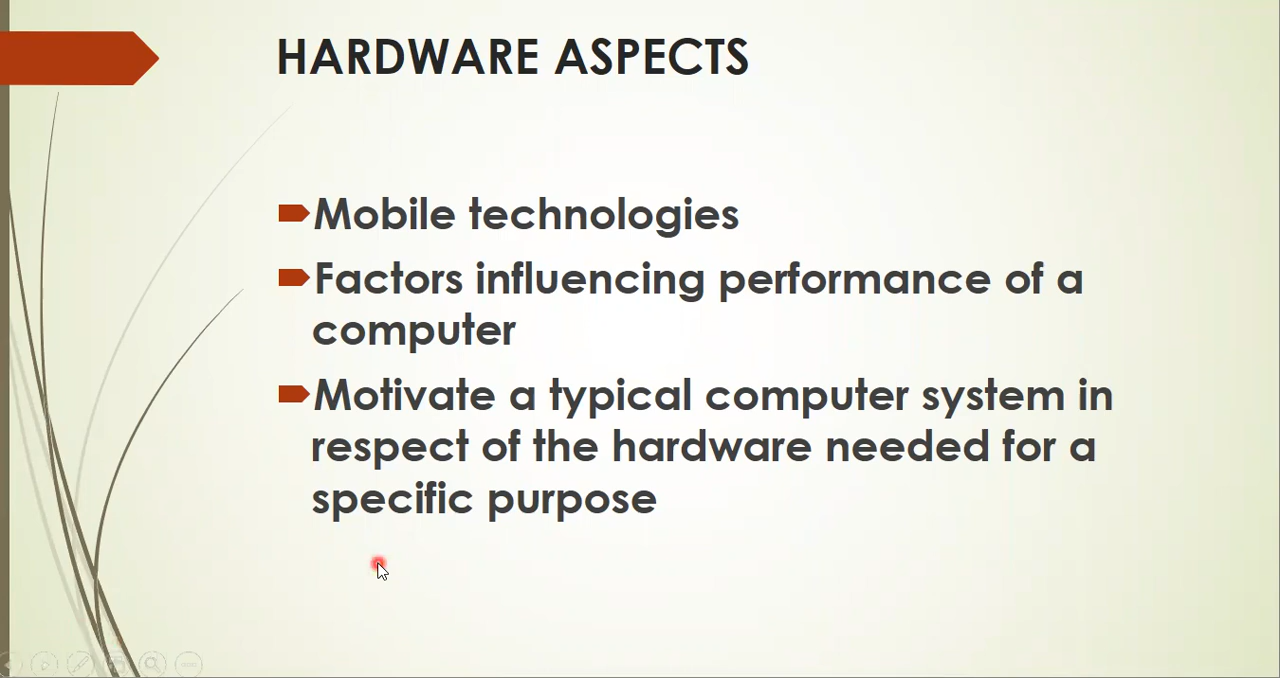 HARDWARE ASPECTS
Mobile technologies
Factors influencing performance of a
computer
Motivate a typical computer system in
respect of the hardware needed for a
specific purpose